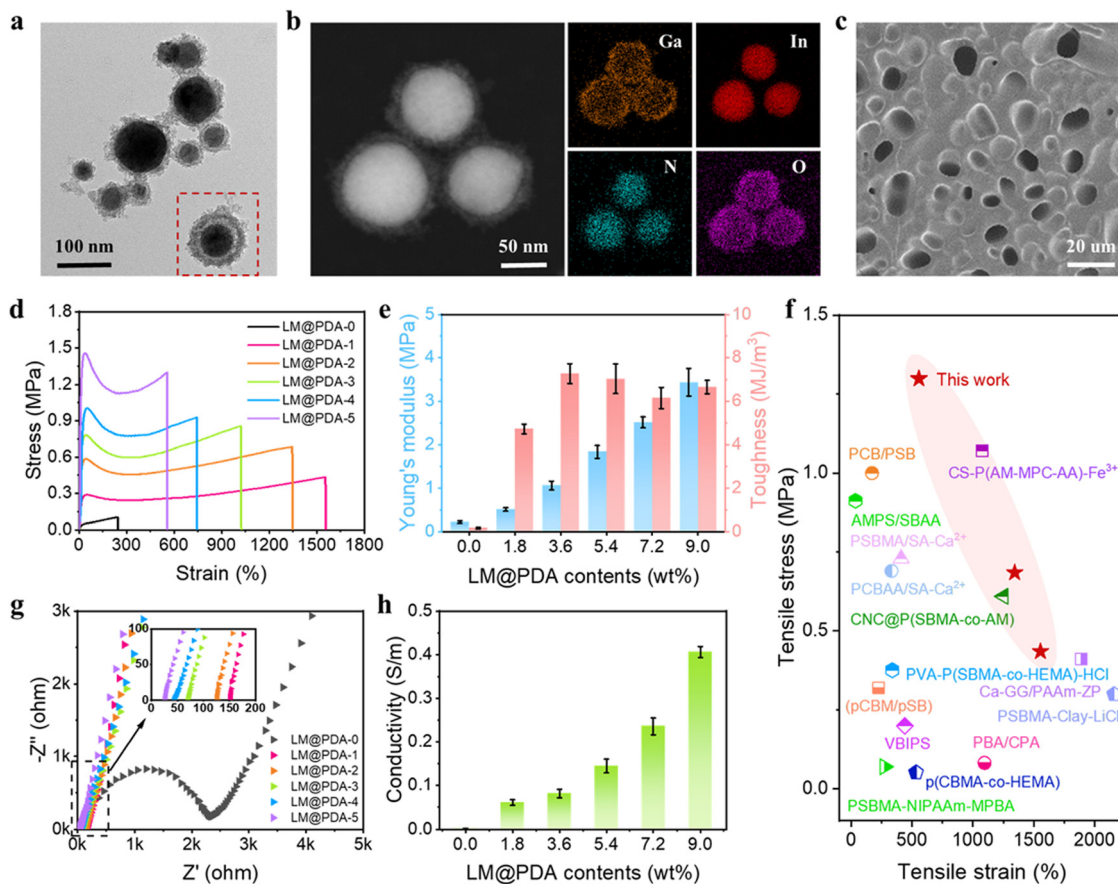 a
100 nm
b
50 nm
Ga
In
N
O
c
20 um
d
Stress (MPa)
1.8
1.5
1.2
0.9
0.6
0.3
0.0
LM@PDA-0
LM@PDA-1
LM@PDA-2
LM@PDA-3
LM@PDA-4
LM@PDA-5
0 300 600 900 1200 1500 1800
Strain (%)
e
Young's modulus (MPa)
5
4
3
2
1
0
10
8
6
4
2
0
Toughness (MJ/m³)
0.0 1.8 3.6 5.4 7.2 9.0
LM@PDA contents (wt%)
f
Tensile stress (MPa)
1.5
1.0
0.5
0.0
This work
PCB/PSB
CS-P(AM-MPC-AA)-Fe³⁺
AMPS/SBAA
PSBMA/SA-Ca²⁺
PCBAA/SA-Ca²⁺
CNC@P(SBMA-co-AM)
PVA-P(SBMA-co-HEMA)-HCl
(pCBM/pSB)
Ca-GG/PAAm-ZP
PSBMA-Clay-LiCl
VBIPS
PBA/CPA
p(CBMA-co-HEMA)
PSBMA-NIPAAm-MPBA
0 500 1000 1500 2000
Tensile strain (%)
g
-Z'' (ohm)
3k
2k
1k
0k
100
50
0
0 50 100 150 200
LM@PDA-0
LM@PDA-1
LM@PDA-2
LM@PDA-3
LM@PDA-4
LM@PDA-5
0k 1k 2k 3k 4k 5k
Z' (ohm)
h
Conductivity (S/m)
0.5
0.4
0.3
0.2
0.1
0.0
0.0 1.8 3.6 5.4 7.2 9.0
LM@PDA contents (wt%)